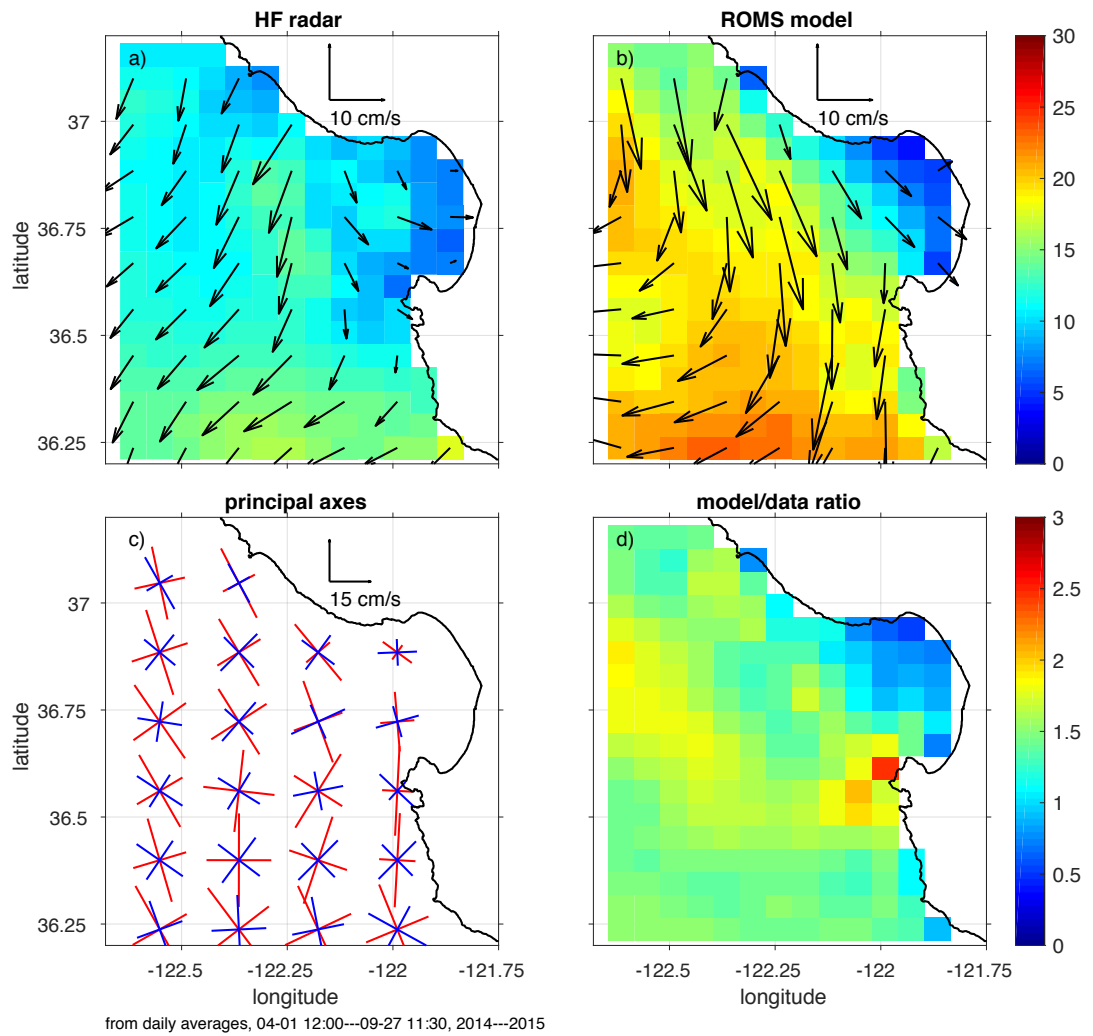 HF radar
a)
10 cm/s
37
36.75
36.5
36.25
latitude
ROMS model
b)
10 cm/s
30
25
20
15
10
5
0
principal axes
c)
15 cm/s
37
36.75
36.5
36.25
latitude
-122.5
-122.25
-122
-121.75
longitude
model/data ratio
d)
3
2.5
2
1.5
1
0.5
0
-122.5
-122.25
-122
-121.75
longitude
from daily averages, 04-01 12:00---09-27 11:30, 2014---2015